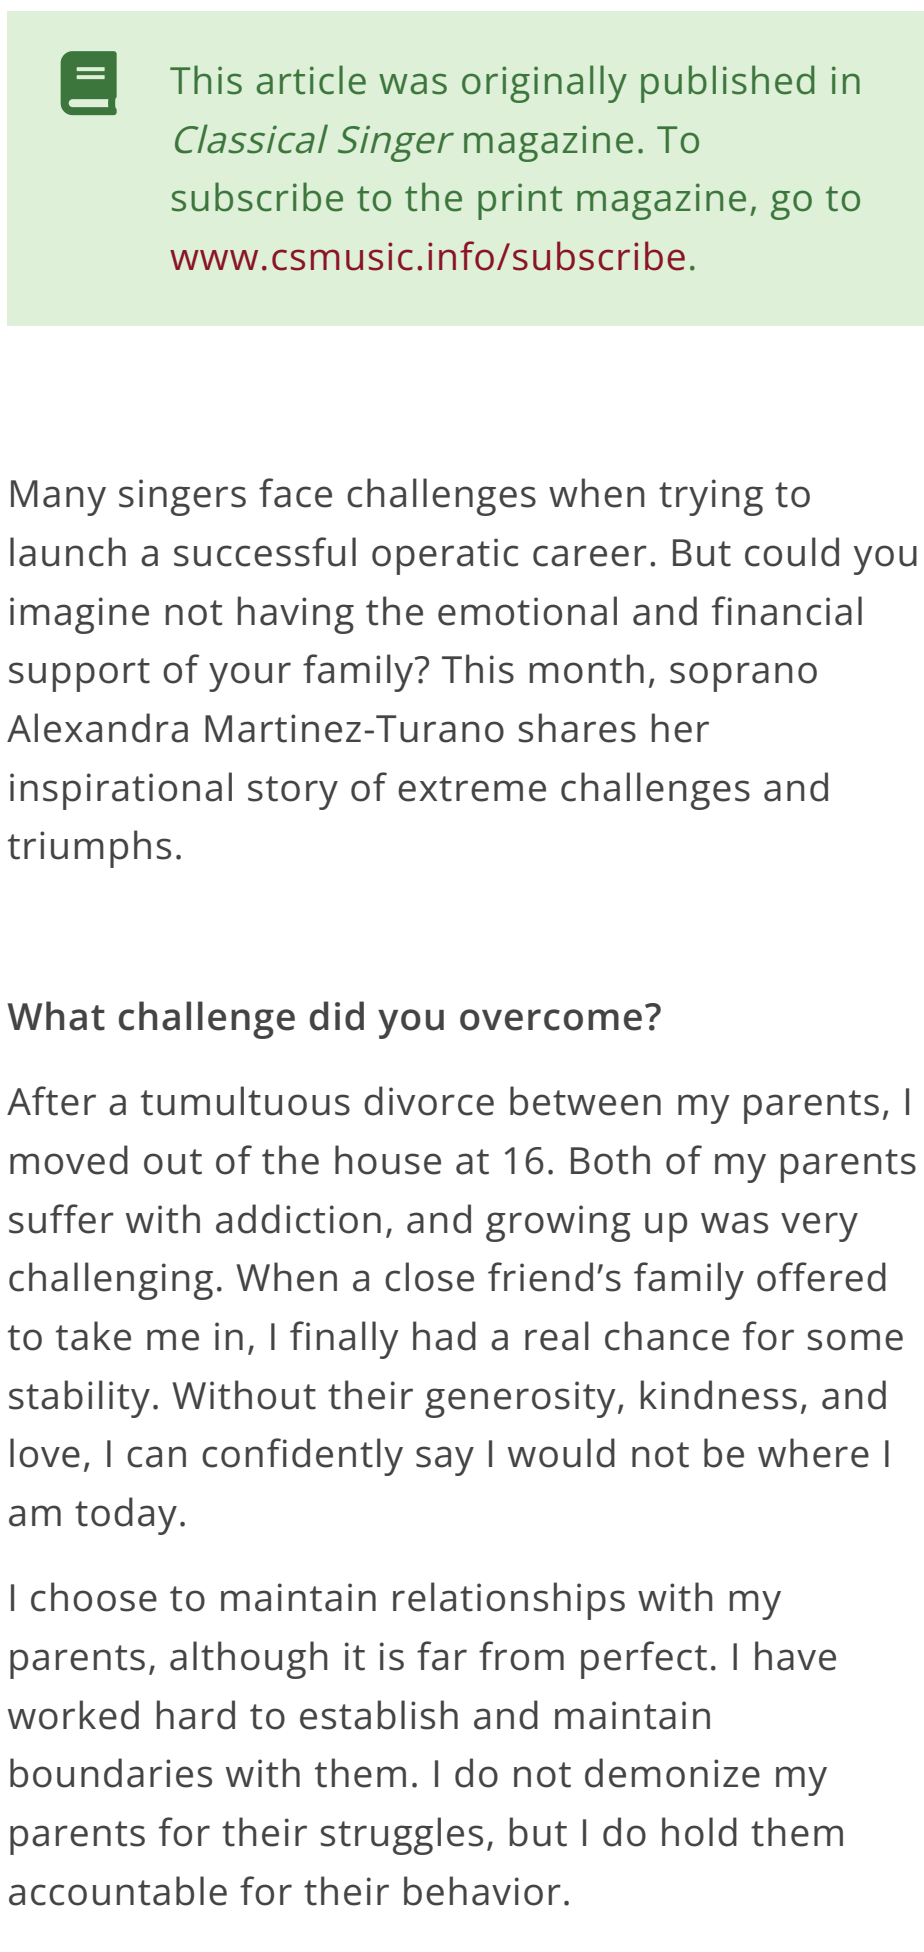 This article was originally published in
Classical Singer magazine. To
subscribe to the print magazine, go to
www.csmusic.info/subscribe.
Many singers face challenges when trying to
launch a successful operatic career. But could you
imagine not having the emotional and financial
support of your family? This month, soprano
Alexandra Martinez-Turano shares her
inspirational story of extreme challenges and
triumphs.
What challenge did you overcome?
After a tumultuous divorce between my parents, I
moved out of the house at 16. Both of my parents
suffer with addiction, and growing up was very
challenging. When a close friend’s family offered
to take me in, I finally had a real chance for some
stability. Without their generosity, kindness, and
love, I can confidently say I would not be where I
am today.
I choose to maintain relationships with my
parents, although it is far from perfect. I have
worked hard to establish and maintain
boundaries with them. I do not demonize my
parents for their struggles, but I do hold them
accountable for their behavior.